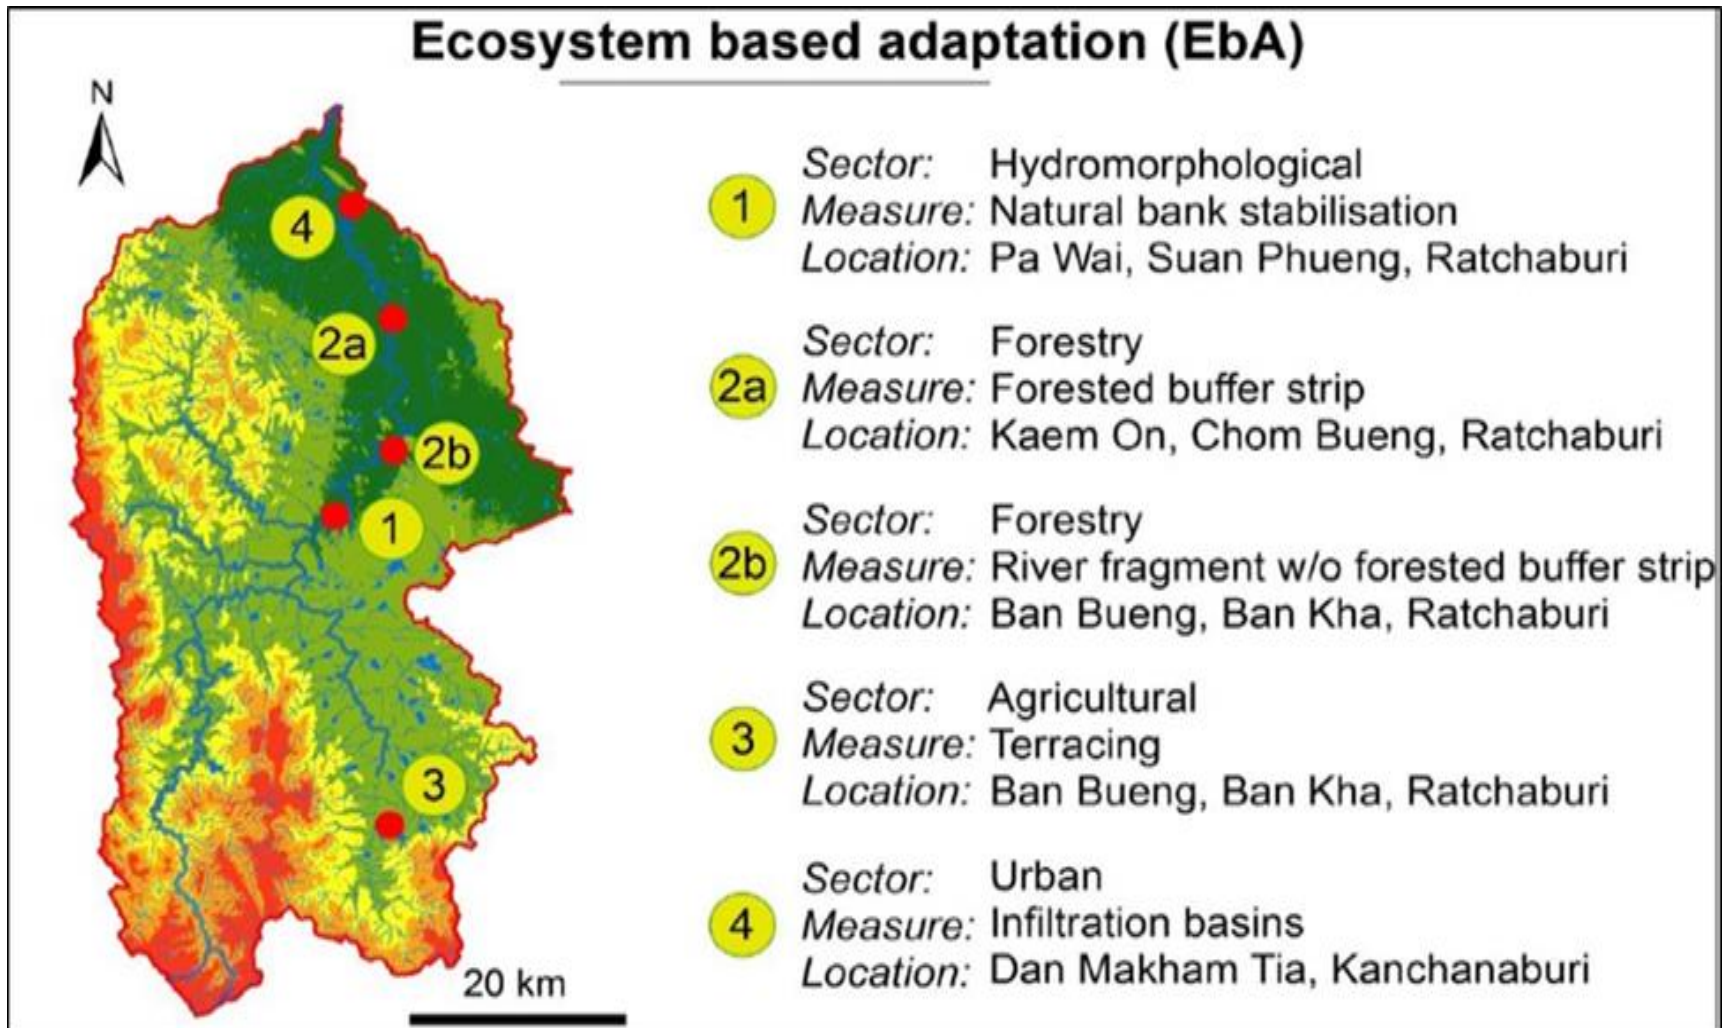 Ecosystem based adaptation (EbA)
N
4
2a
2b
1
3
20 km
1
Sector: Hydromorphological
Measure: Natural bank stabilisation
Location: Pa Wai, Suan Phueng, Ratchaburi
2a
Sector: Forestry
Measure: Forested buffer strip
Location: Kaem On, Chom Bueng, Ratchaburi
2b
Sector: Forestry
Measure: River fragment w/o forested buffer strip
Location: Ban Bueng, Ban Kha, Ratchaburi
3
Sector: Agricultural
Measure: Terracing
Location: Ban Bueng, Ban Kha, Ratchaburi
4
Sector: Urban
Measure: Infiltration basins
Location: Dan Makham Tia, Kanchanaburi